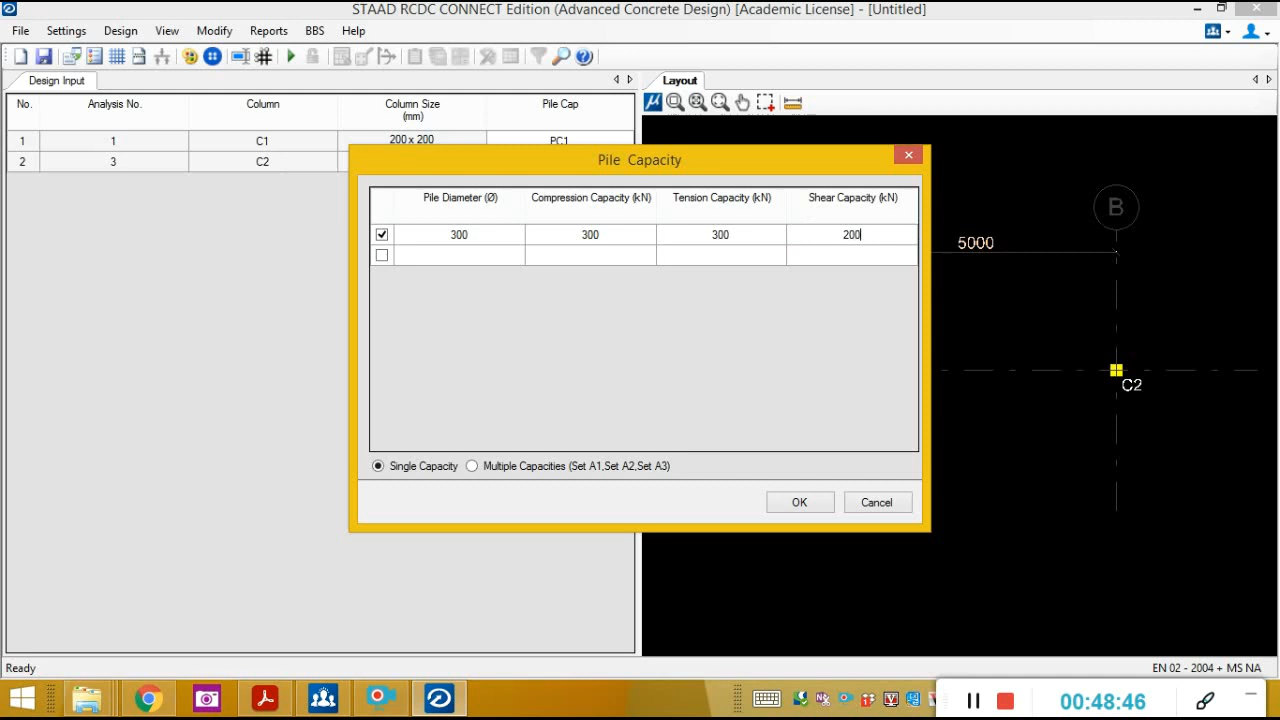 STAAD RCDC CONNECT Edition (Advanced Concrete Design) [Academic License] - [Untitled]
File Settings Design View Modify Reports BBS Help
Design Input
Layout
No. Analysis No. Column Column Size (mm) Pile Cap
1 1 C1 200 x 200 PC1
2 3 C2
Pile Capacity
Pile Diameter (Ø) Compression Capacity (kN) Tension Capacity (kN) Shear Capacity (kN)
300 300 300 200
Single Capacity Multiple Capacities (Set A1,Set A2,Set A3)
OK Cancel
B
5000
C2
Ready
EN 02 - 2004 + MS NA
00:48:46